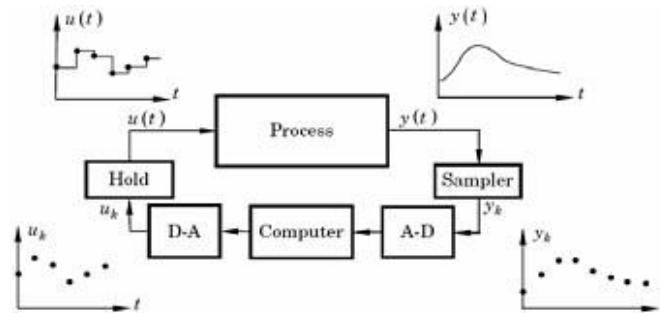 u(t)
t
y(t)
t
u(t)
Process
y(t)
Hold
Sampler
u_k
D-A
Computer
A-D
y_k
u_k
t
y_k